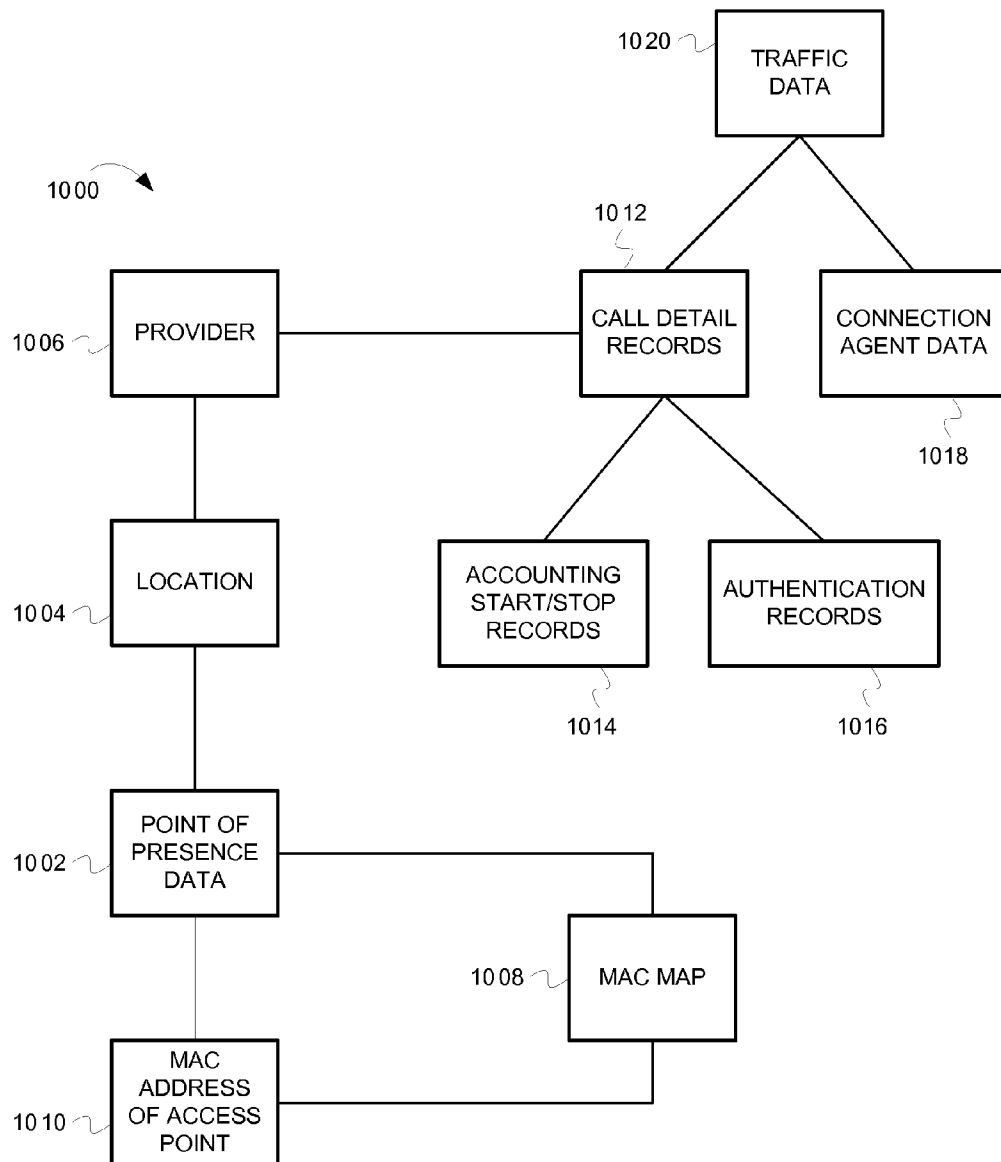 1020
TRAFFIC
DATA
1000
1012
PROVIDER
1006
CALL DETAIL
RECORDS
CONNECTION
AGENT DATA
1018
LOCATION
1004
ACCOUNTING
START/STOP
RECORDS
AUTHENTICATION
RECORDS
1014
1016
POINT OF
PRESENCE
DATA
1002
1008
MAC MAP
MAC
ADDRESS
OF ACCESS
POINT
1010